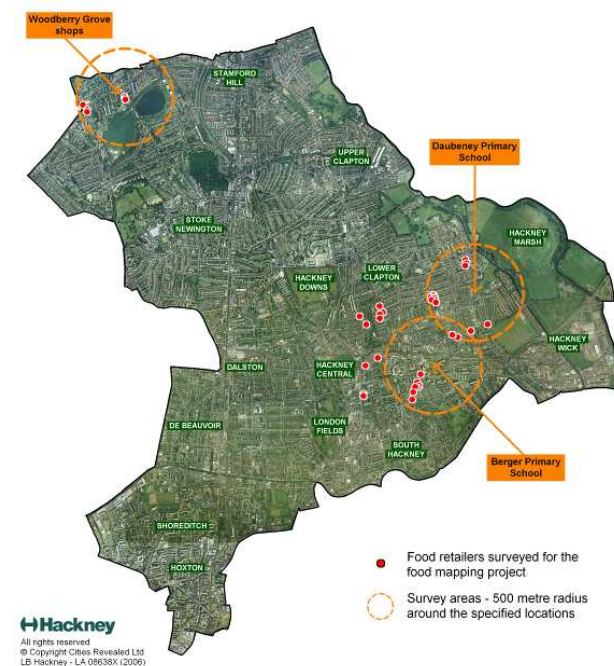 Woodberry Grove
shops
STAMFORD
HILL
UPPER
CLAPTON
Daubeney Primary
School
STOKE
NEWINGTON
HACKNEY
MARSH
HACKNEY
DOWNS
LOWER
CLAPTON
HACKNEY
WICK
DALSTON
HACKNEY
CENTRAL
DE BEAUVOIR
LONDON
FIELDS
SOUTH
HACKNEY
Berger Primary
School
SHOREDITCH
HOXTON
Food retailers surveyed for the
food mapping project
Survey areas - 500 metre radius
around the specified locations
Hackney
All rights reserved
© Copyright Cities Revealed Ltd
LB Hackney - LA 08638X (2006)